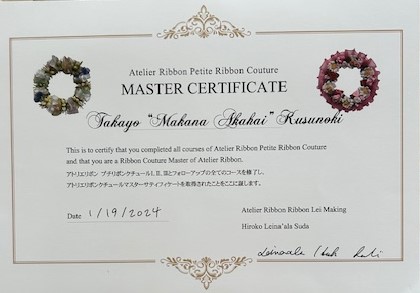 Atelier Ribbon Petite Ribbon Couture
MASTER CERTIFICATE
Takayo "Makana Akahai" Kusunoki
This is to certify that you completed all courses of Atelier Ribbon Petite Ribbon Couture
and that you are a Ribbon Couture Master of Atelier Ribbon.
アトリエリボン プチリボンクチュールI, II, IIIとフォローアップの全てのコースを修了し、
アトリエリボンクチュールマスターサティフィケートを取得されたことをここに証します。
Date 1/19/2024
Atelier Ribbon Ribbon Lei Making
Hiroko Leina'ala Suda
Leinaala